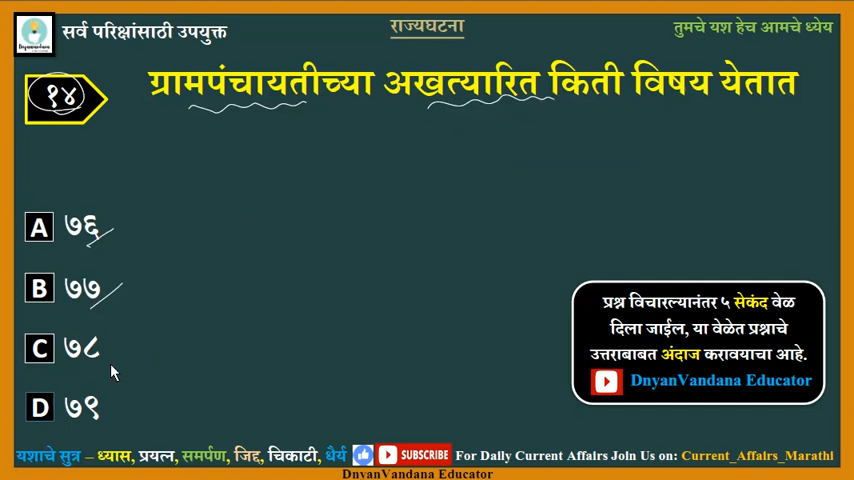 सर्व परिक्षांसाठी उपयुक्त
राज्यघटना
तुमचे यश हेच आमचे ध्येय
१४
ग्रामपंचायतीच्या अखत्यारित किती विषय येतात
A ७६
B ७७
C ७८
D ७९
प्रश्न विचारल्यानंतर ५ सेकंद वेळ
दिला जाईल, या वेळेत प्रश्नाचे
उत्तराबाबत अंदाज करावयाचा आहे.
DnyanVandana Educator
यशाचे सुत्र – ध्यास, प्रयत्न, समर्पण, जिद्द, चिकाटी, धैर्य SUBSCRIBE For Daily Current Affairs Join Us on: Current_Affairs_Marathi
DnyanVandana Educator